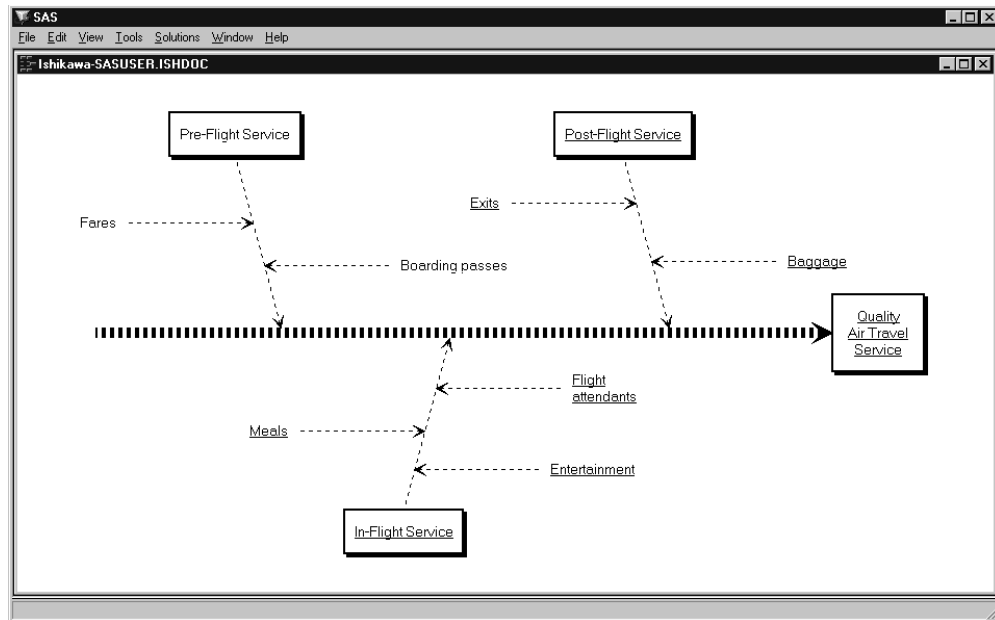 SAS
File Edit View Tools Solutions Window Help
Ishikawa-SASUSER.ISHDOC
Pre-Flight Service
Post-Flight Service
Exits
Fares
Boarding passes
Baggage
Quality
Air Travel
Service
Flight
attendants
Meals
Entertainment
In-Flight Service